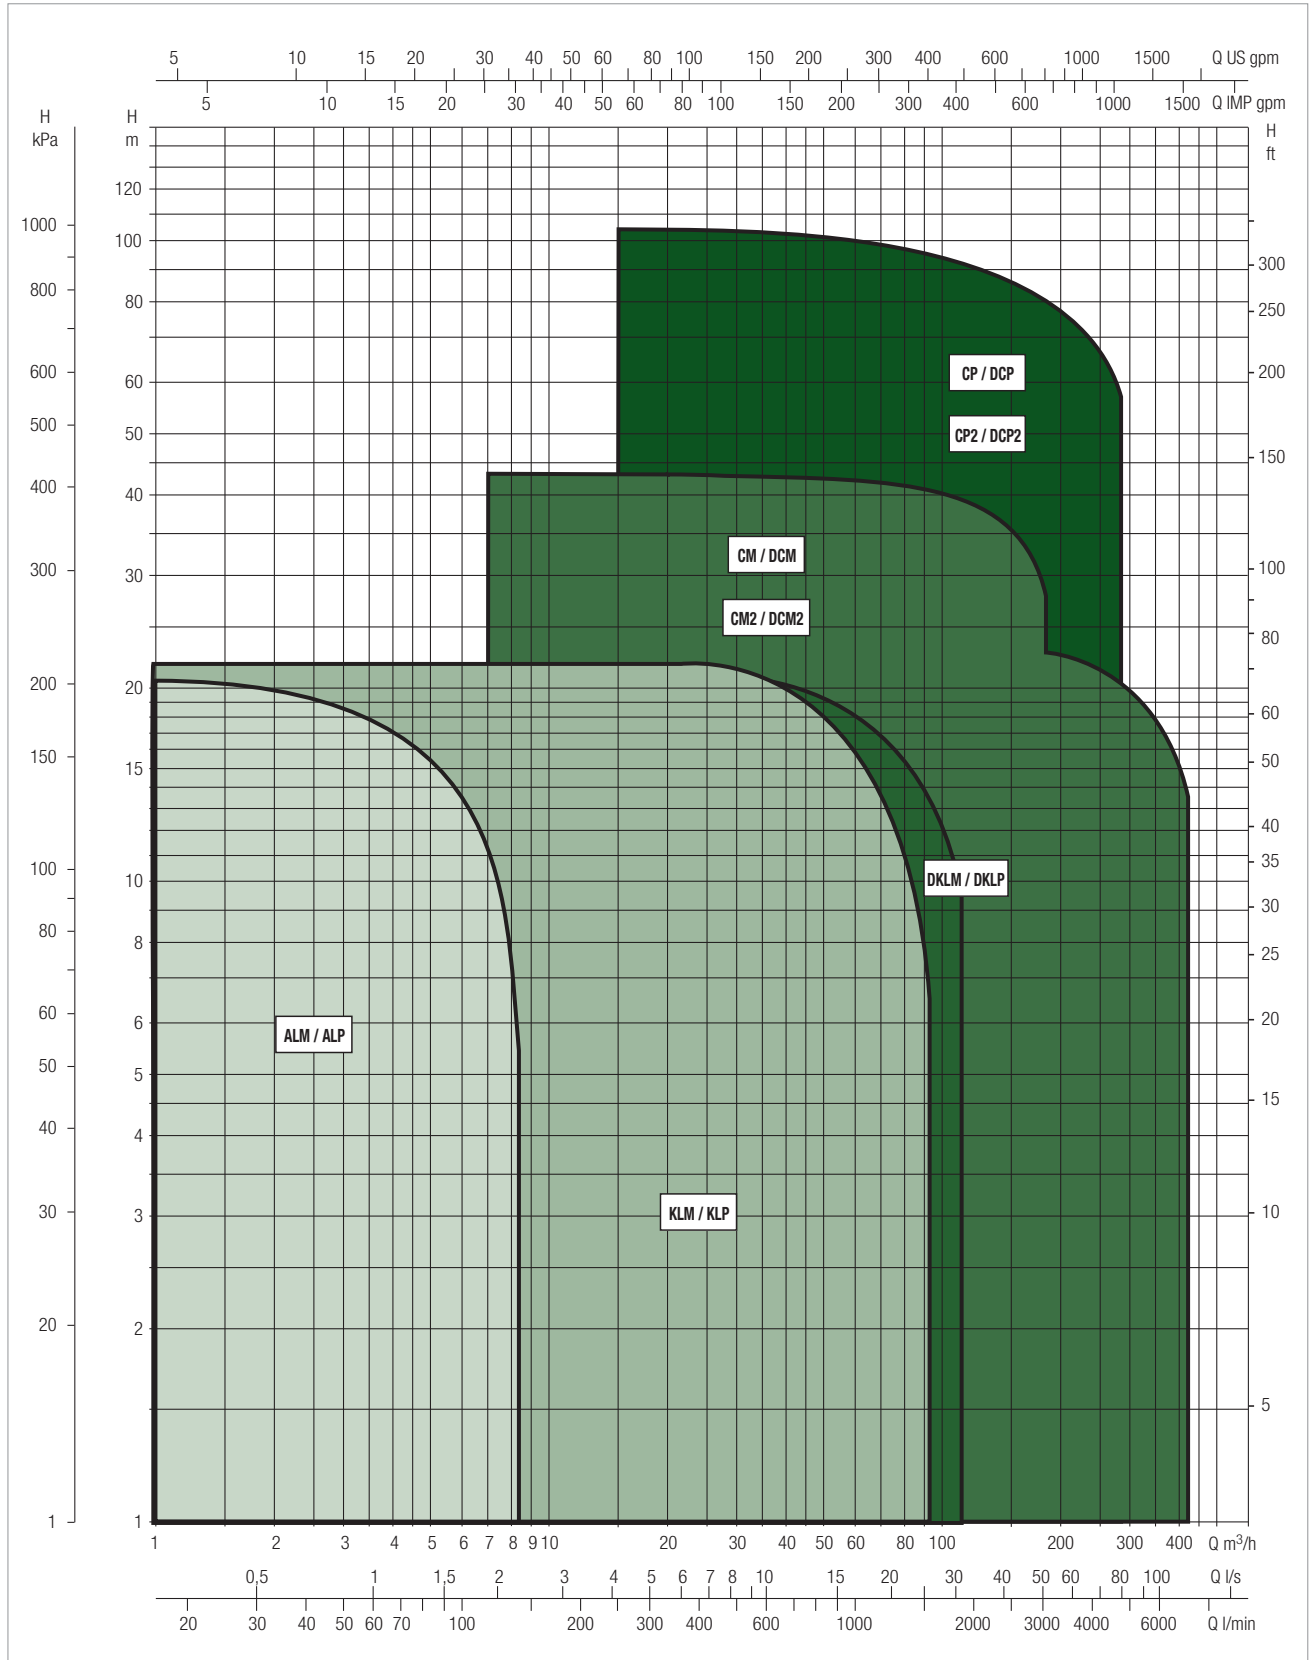 5 10 15 20 30 40 50 60 80 100 150 200 300 400 600 1000 1500 Q US gpm
5 10 15 20 30 40 50 60 80 100 150 200 300 400 600 1000 1500 Q IMP gpm
H
kPa
H
m
H
ft
120
1000
100
300
800
80
250
600
60
200
CP / DCP
500
50
CP2 / DCP2
150
400
40
CM / DCM
300
30
100
CM2 / DCM2
80
200
20
60
150
15
50
40
100
10
35
DKLM / DKLP
30
80
8
25
60
6
20
ALM / ALP
50
5
15
40
4
30
3
KLM / KLP
10
20
2
5
1
1
1 2 3 4 5 6 7 8 9 10 20 30 40 50 60 80 100 200 300 400 Q m³/h
0,5 1 1,5 2 3 4 5 6 7 8 10 15 20 30 40 50 60 80 100 Q l/s
20 30 40 50 60 70 100 200 300 400 600 1000 2000 3000 4000 6000 Q l/min